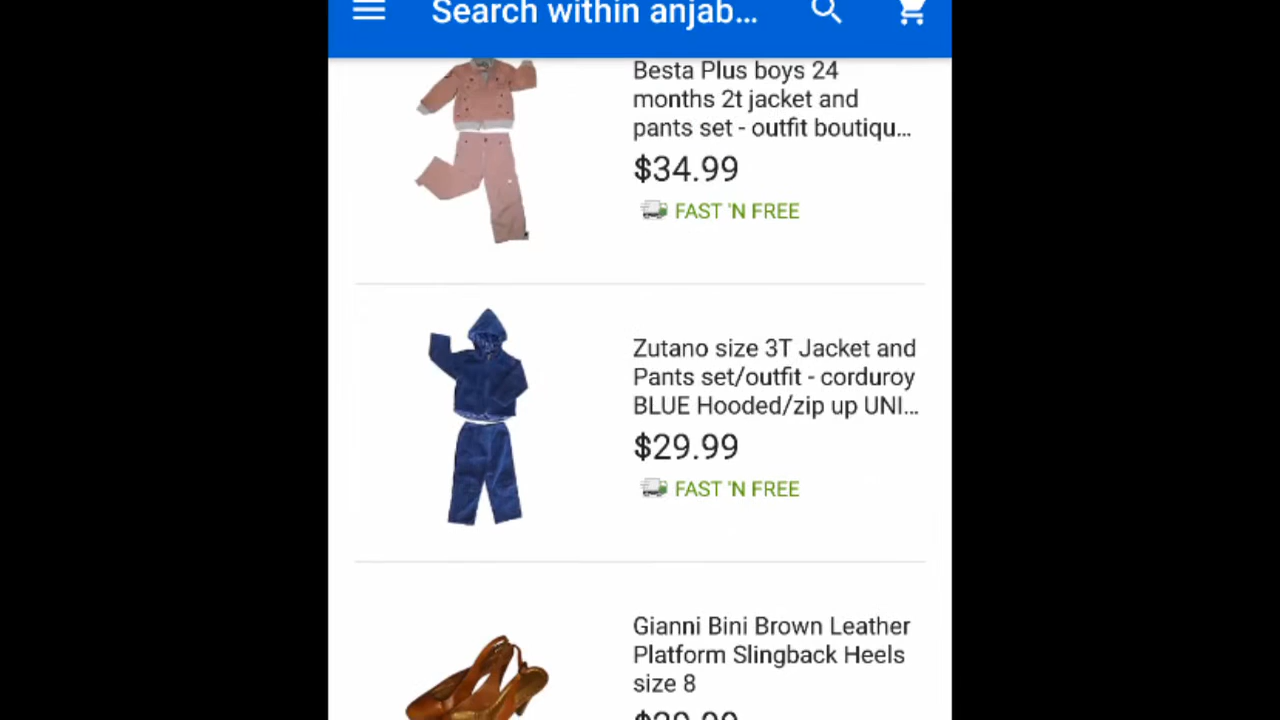 Search within anjab...
Besta Plus boys 24
months 2t jacket and
pants set - outfit boutiqu...
$34.99
FAST 'N FREE
Zutano size 3T Jacket and
Pants set/outfit - corduroy
BLUE Hooded/zip up UNI...
$29.99
FAST 'N FREE
Gianni Bini Brown Leather
Platform Slingback Heels
size 8